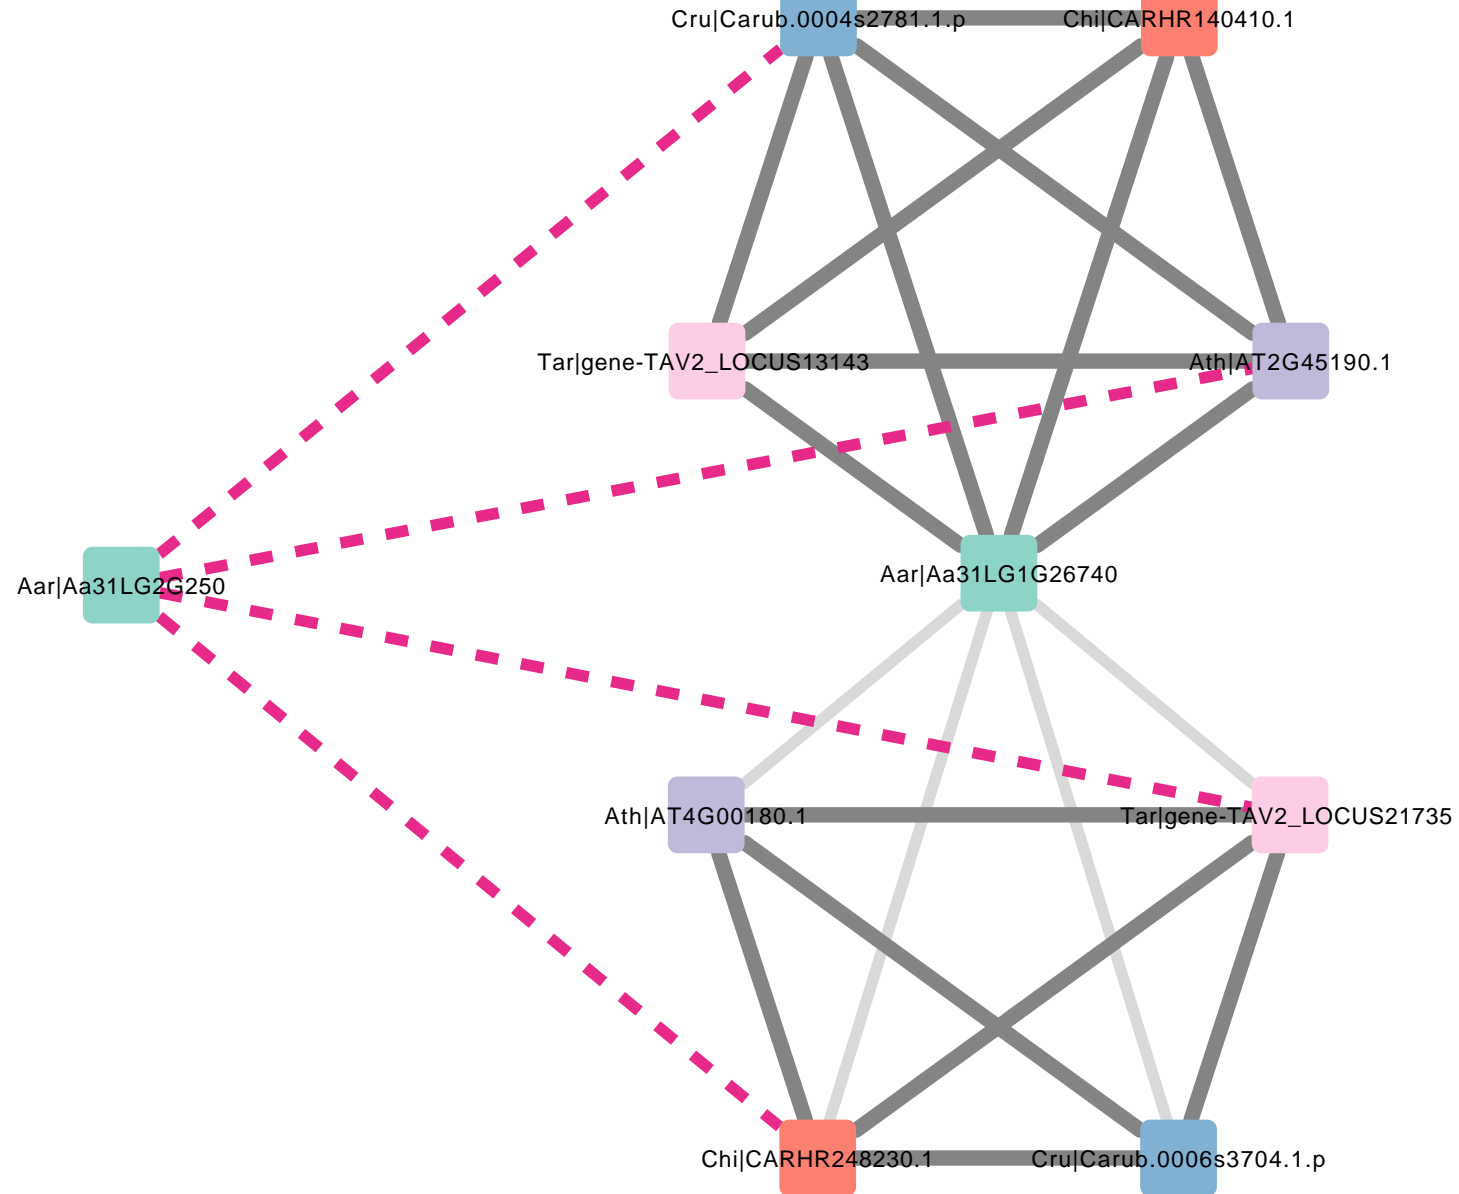 Cru|Carub.0004s2781.1.p
Chi|CARHR140410.1
Tar|gene-TAV2_LOCUS13143
Ath|AT2G45190.1
Aar|Aa31LG2G250
Aar|Aa31LG1G26740
Ath|AT4G00180.1
Tar|gene-TAV2_LOCUS21735
Chi|CARHR248230.1
Cru|Carub.0006s3704.1.p